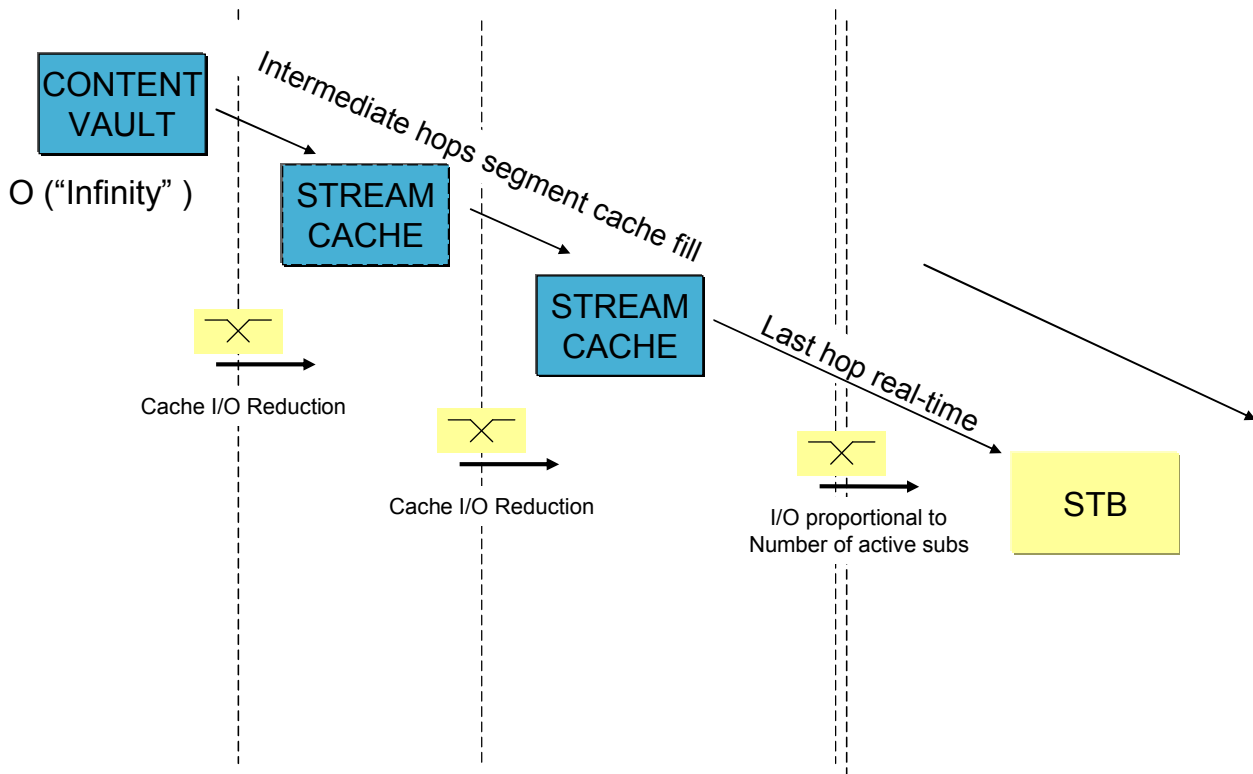 CONTENT
VAULT
O (“Infinity” )
Intermediate hops segment cache fill
STREAM
CACHE
STREAM
CACHE
Last hop real-time
Cache I/O Reduction
Cache I/O Reduction
I/O proportional to
Number of active subs
STB